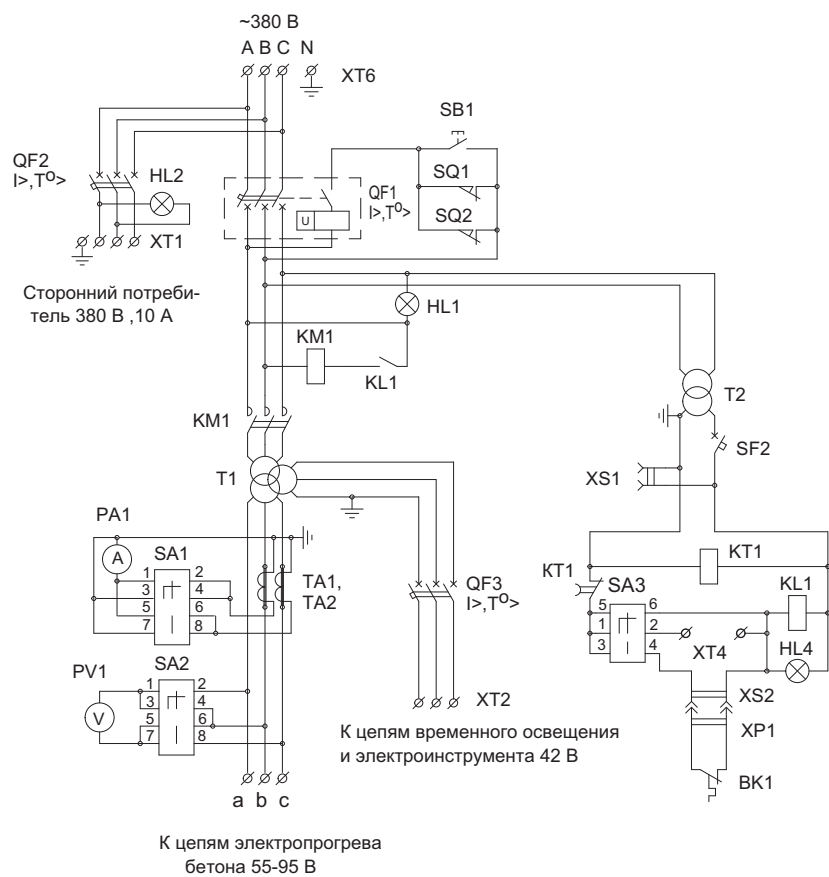 ~380 В
A B C N
XT6
SB1
QF2
I>,T⁰>
HL2
QF1
I>,T⁰>
SQ1
SQ2
U
XT1
Сторонний потреби-
тель 380 В ,10 А
HL1
KM1
KL1
T2
KM1
SF2
T1
XS1
PA1
A
SA1
1 2
3 4
5 6
7 8
TA1,
TA2
QF3
I>,T⁰>
KT1
KT1
SA3
KL1
5 6
1 2
3 4
XT4
HL4
PV1
V
SA2
1 2
3 4
5 6
7 8
XT2
XS2
XP1
BK1
К цепям временного освещения
и электроинструмента 42 В
a b c
К цепям электропрогрева
бетона 55-95 В